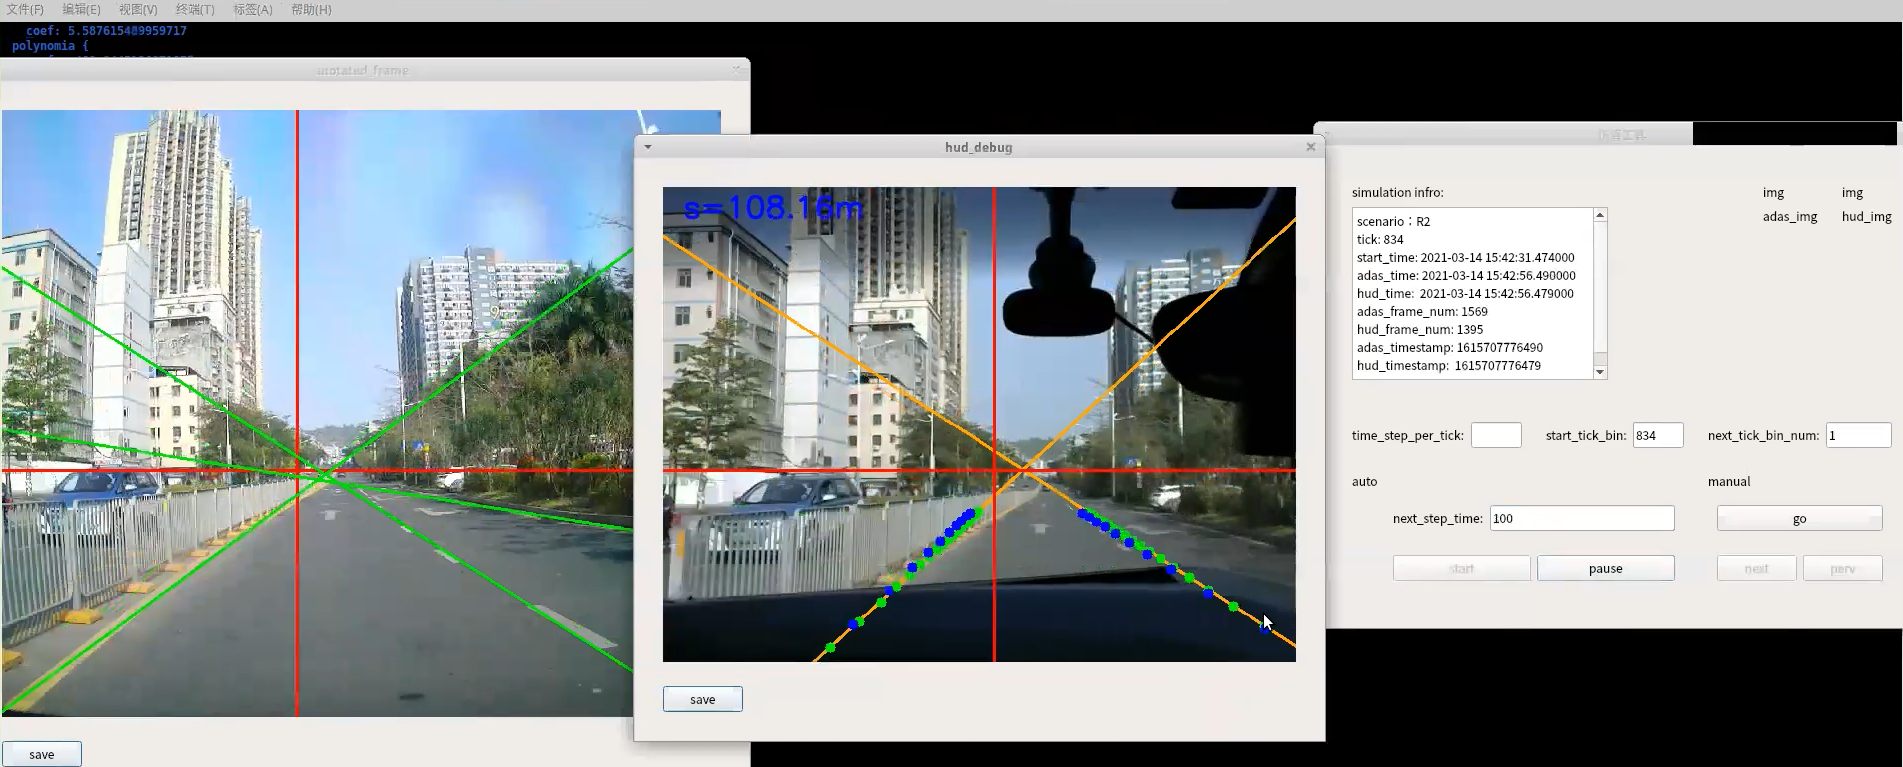 文件(F) 编辑(E) 视图(V) 终端(T) 标签(A) 帮助(H)
polynomia {
hud_debug
s=108.16m
save
save
simulation infro:
img img
adas_img hud_img
scenario：R2
tick: 834
start_time: 2021-03-14 15:42:31.474000
adas_time: 2021-03-14 15:42:56.490000
hud_time: 2021-03-14 15:42:56.479000
adas_frame_num: 1569
hud_frame_num: 1395
adas_timestamp: 1615707776490
hud_timestamp: 1615707776479
time_step_per_tick: start_tick_bin: 834 next_tick_bin_num: 1
auto manual
next_step_time: 100 go
start pause next perv